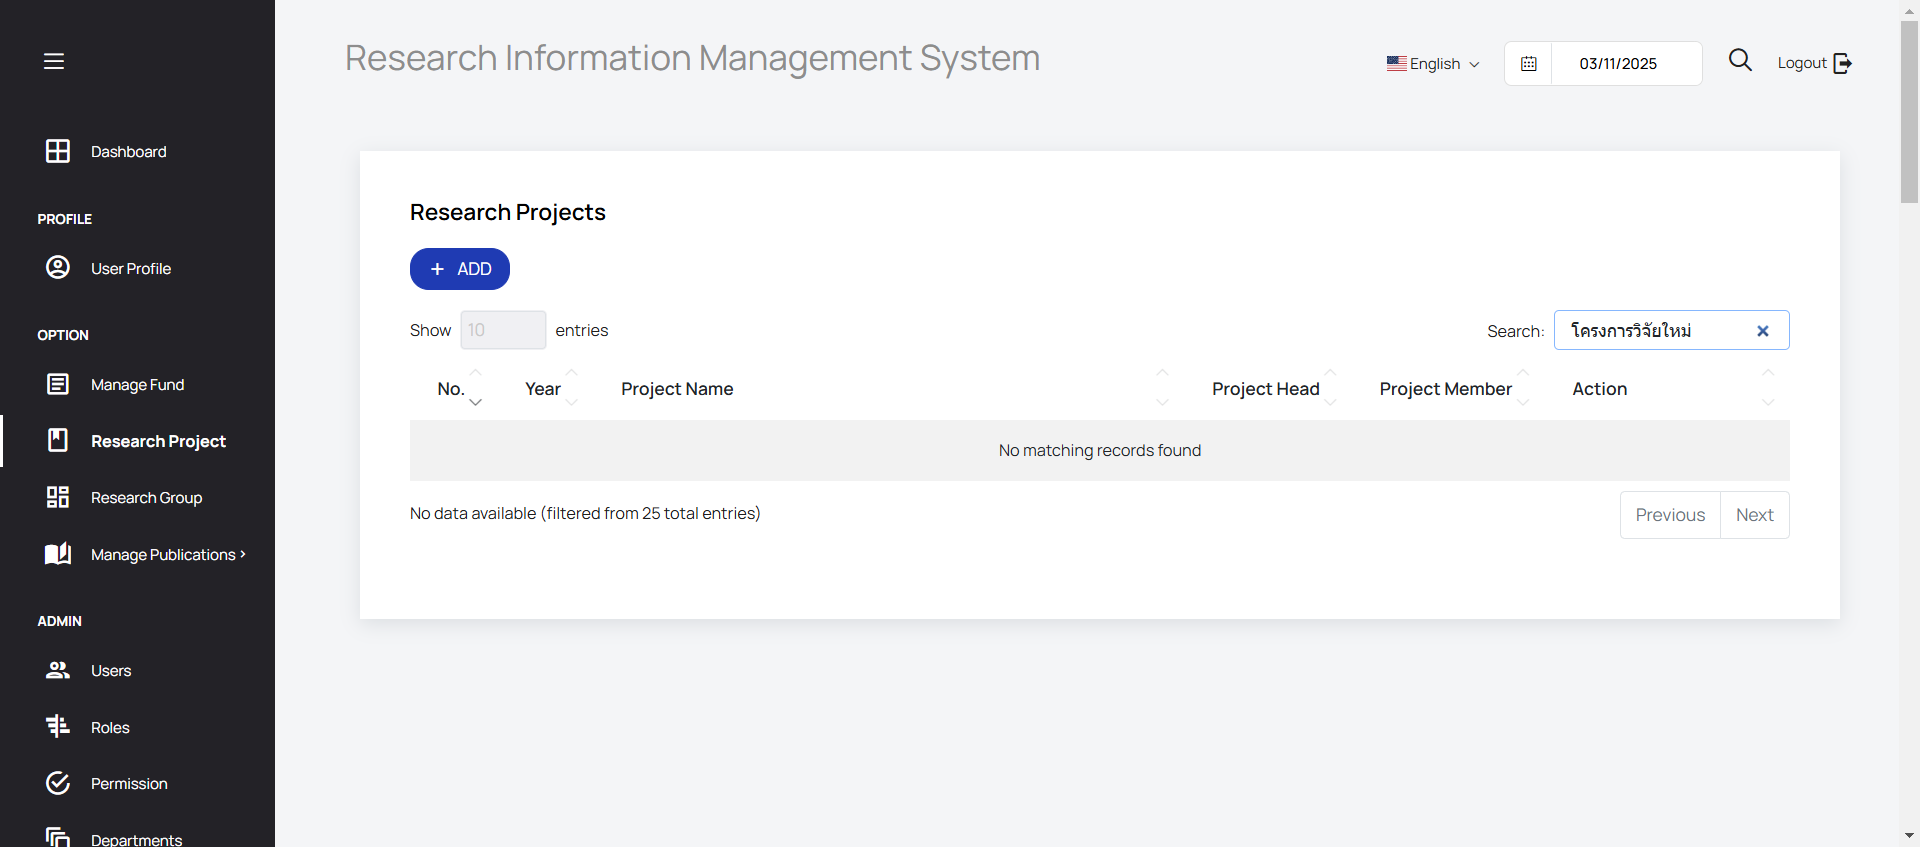 Research Information Management System
English
03/11/2025
Logout
Dashboard
PROFILE
User Profile
OPTION
Manage Fund
Research Project
Research Group
Manage Publications
ADMIN
Users
Roles
Permission
Departments
Research Projects
+ ADD
Show 10 entries
Search: โครงการวิจัยใหม่
No. Year Project Name Project Head Project Member Action
No matching records found
No data available (filtered from 25 total entries)
Previous Next